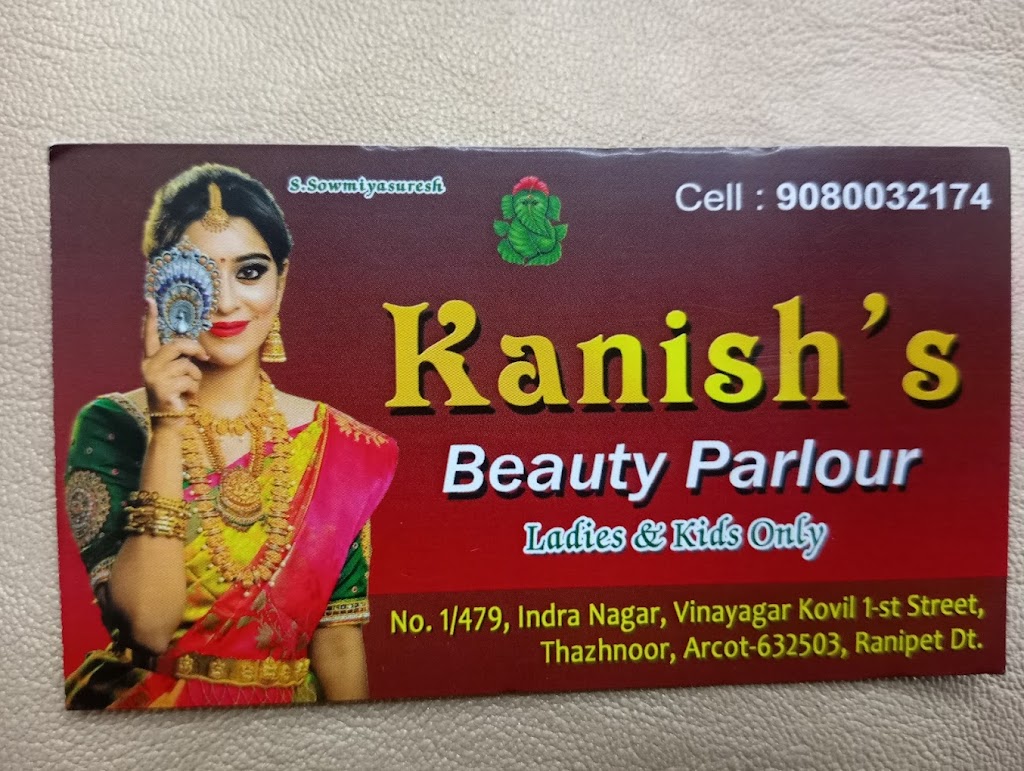 S.Sowmiyasuresh
Cell : 9080032174
Kanish's
Beauty Parlour
Ladies & Kids Only
No. 1/479, Indra Nagar, Vinayagar Kovil 1-st Street,
Thazhnoor, Arcot-632503, Ranipet Dt.